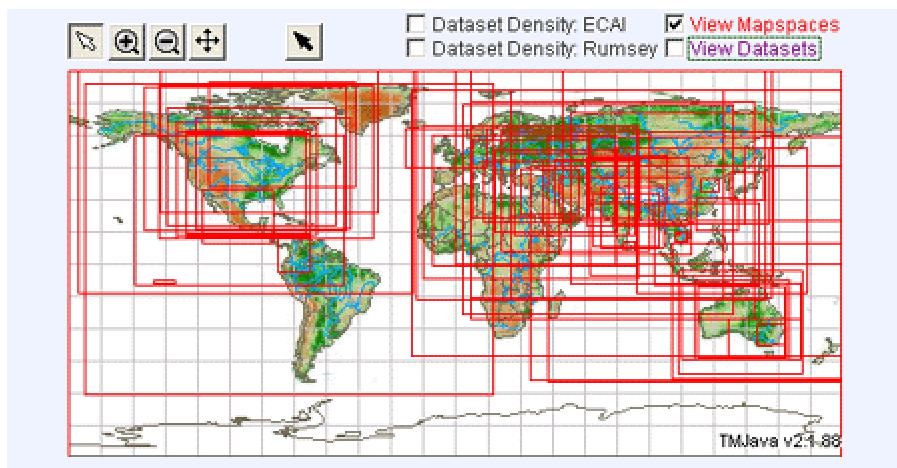 Dataset Density: ECAI
View Mapspaces
Dataset Density: Rumsey
View Datasets
TMJava v2.1.88